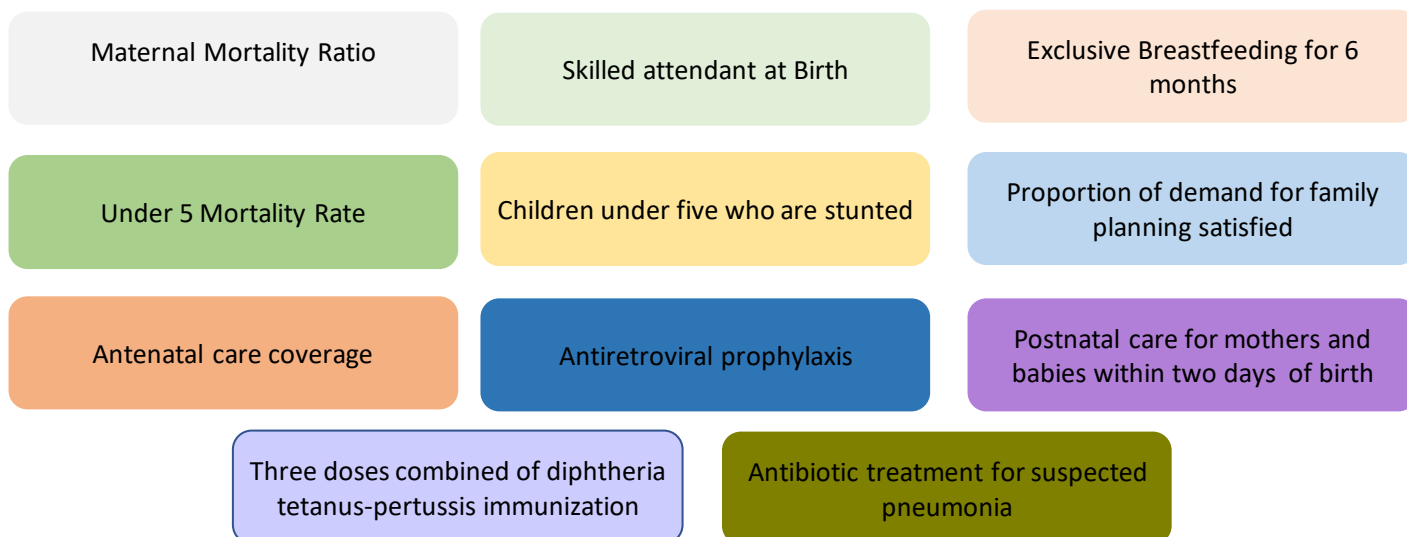 Maternal Mortality Ratio
Skilled attendant at Birth
Exclusive Breastfeeding for 6
months
Under 5 Mortality Rate
Children under five who are stunted
Proportion of demand for family
planning satisfied
Antenatal care coverage
Antiretroviral prophylaxis
Postnatal care for mothers and
babies within two days of birth
Three doses combined of diphtheria
tetanus-pertussis immunization
Antibiotic treatment for suspected
pneumonia